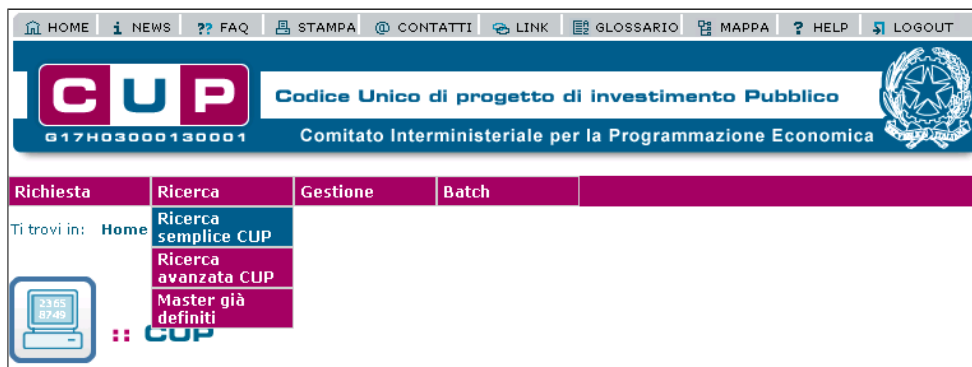 HOME i NEWS ?? FAQ STAMPA @ CONTATTI LINK GLOSSARIO MAPPA ? HELP LOGOUT
CUP
Codice Unico di progetto di investimento Pubblico
G17H03000130001
Comitato Interministeriale per la Programmazione Economica
Richiesta Ricerca Gestione Batch
Ti trovi in: Home
Ricerca
semplice CUP
Ricerca
avanzata CUP
Master già
definiti
2365
8749
:: CUP